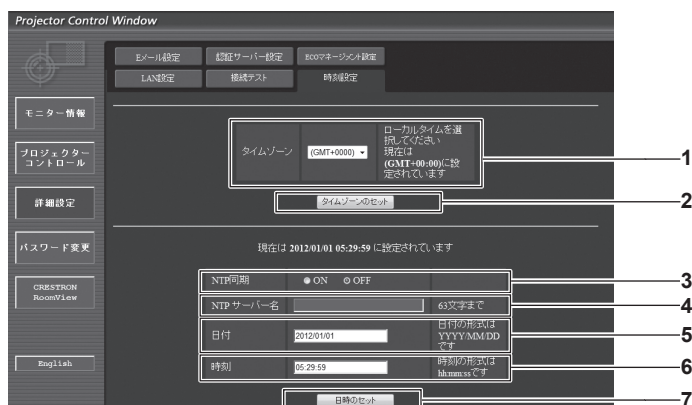 Projector Control Window
Eメール設定
認証サーバー設定
ECOマネージメント設定
LAN設定
接続テスト
時刻設定
モニター情報
プロジェクター
コントロール
詳細設定
パスワード変更
CRESTRON
RoomView
English
タイムゾーン
(GMT+0000)
ローカルタイムを選
択してください
現在は
(GMT+00:00)に設
定されています
1
タイムゾーンのセット
2
現在は 2012/01/01 05:29:59 に設定されています
NTP同期
ON
OFF
3
NTP サーバー名
63文字まで
4
日付
2012/01/01
日付の形式は
YYYY/MM/DD
です
5
時刻
05:29:59
時刻の形式は
hh:mm:ssです
6
日時のセット
7